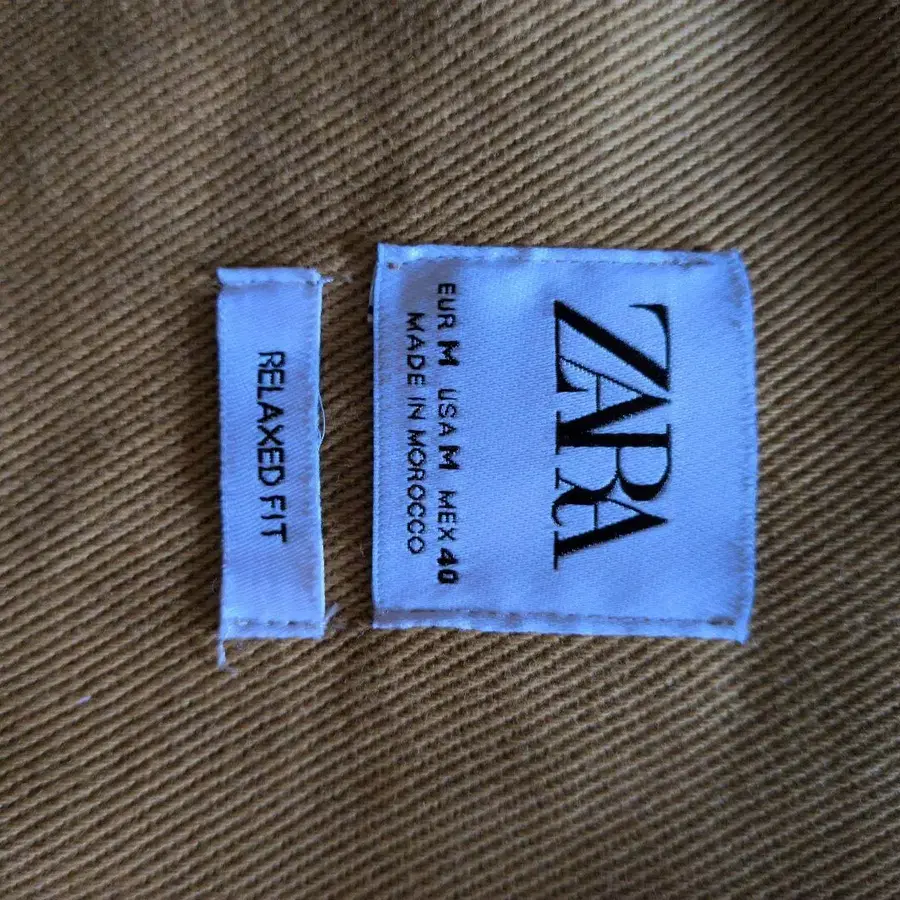 ZARA
EUR M USA M MEX 40
MADE IN MOROCCO
RELAXED FIT